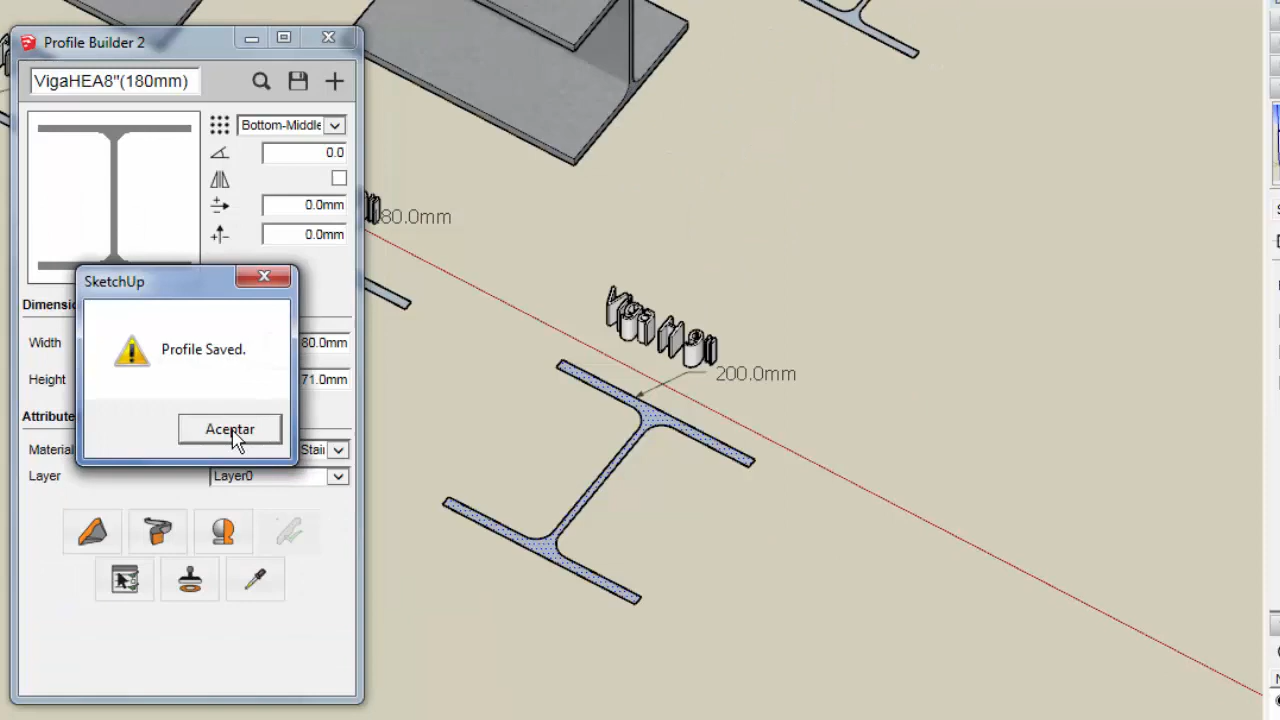 Profile Builder 2
VigaHEA8"(180mm)
Bottom-Middle
0.0
0.0mm
0.0mm
SketchUp
Profile Saved.
Aceptar
Dimensi
Width
80.0mm
Height
71.0mm
Attribute
Material
Stai
Layer
Layer0
80.0mm
200.0mm